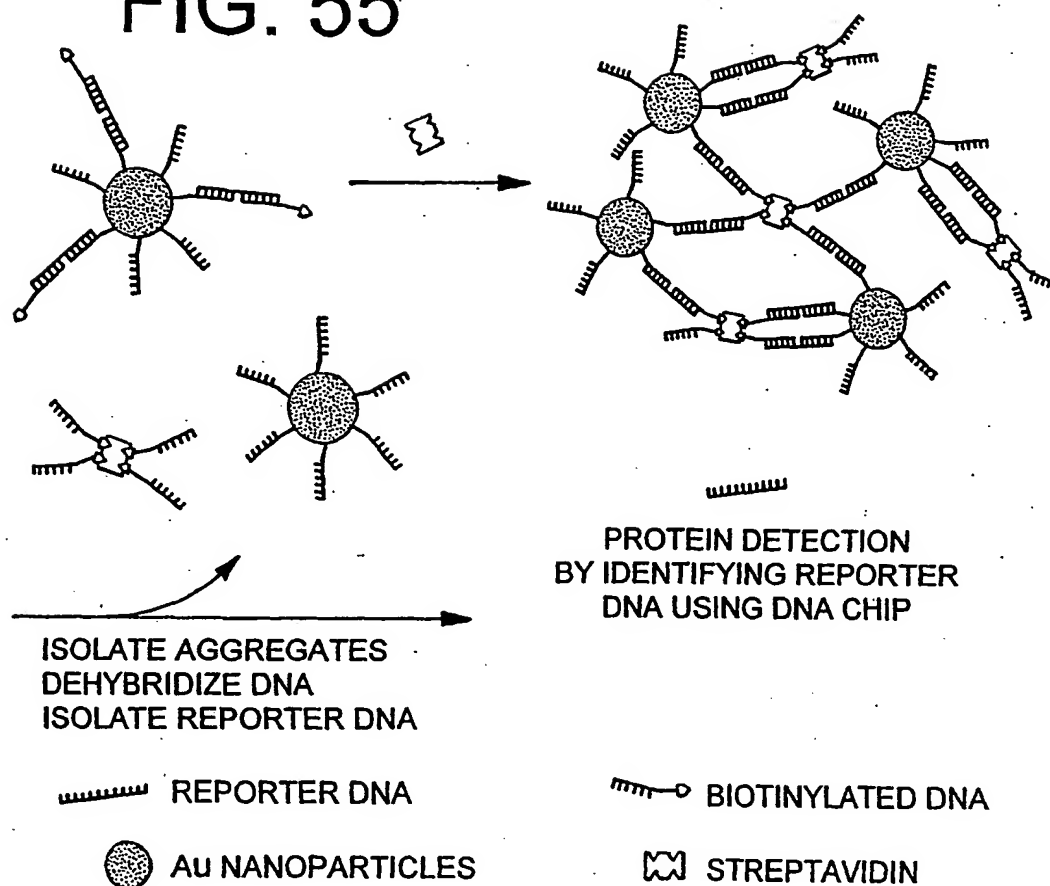 FIG. 55
PROTEIN DETECTION
BY IDENTIFYING REPORTER
DNA USING DNA CHIP
ISOLATE AGGREGATES
DEHYBRIDIZE DNA
ISOLATE REPORTER DNA
REPORTER DNA
BIOTINYLATED DNA
Au NANOPARTICLES
STREPTAVIDIN